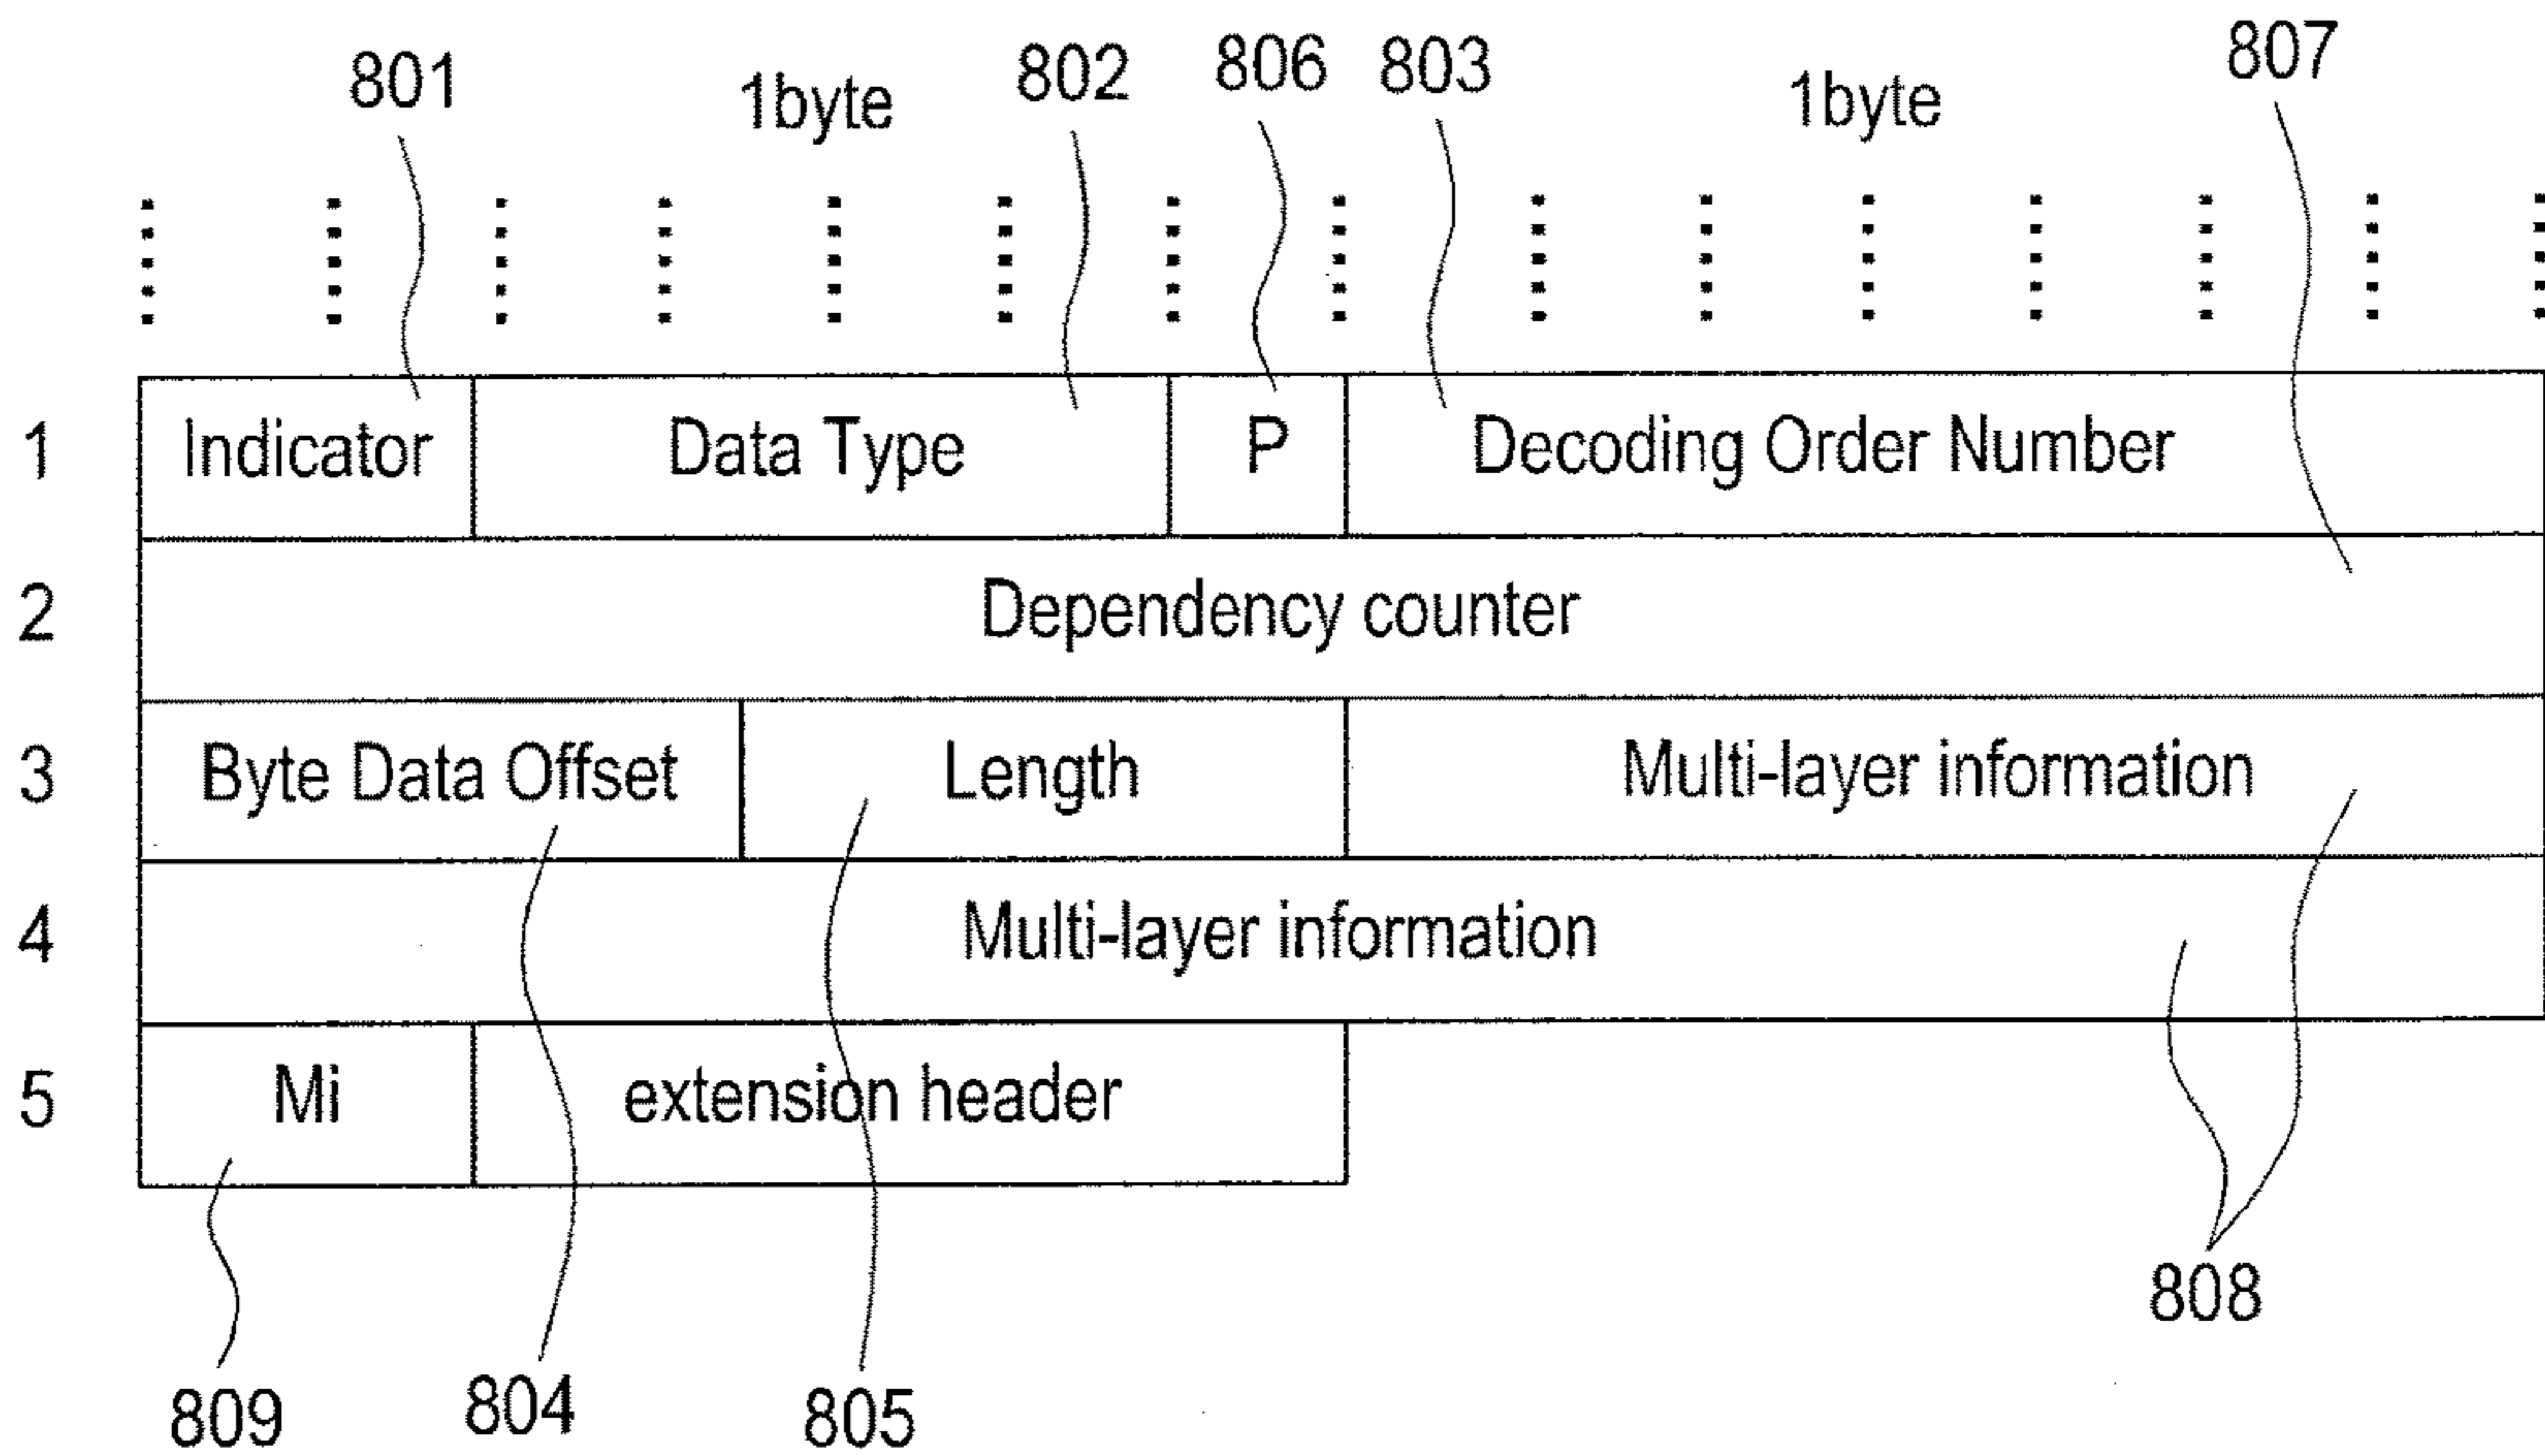 801 1byte 802 806 803 1byte 807
1 Indicator Data Type P Decoding Order Number
2 Dependency counter
3 Byte Data Offset Length Multi-layer information
4 Multi-layer information
5 Mi extension header
809 804 805 808